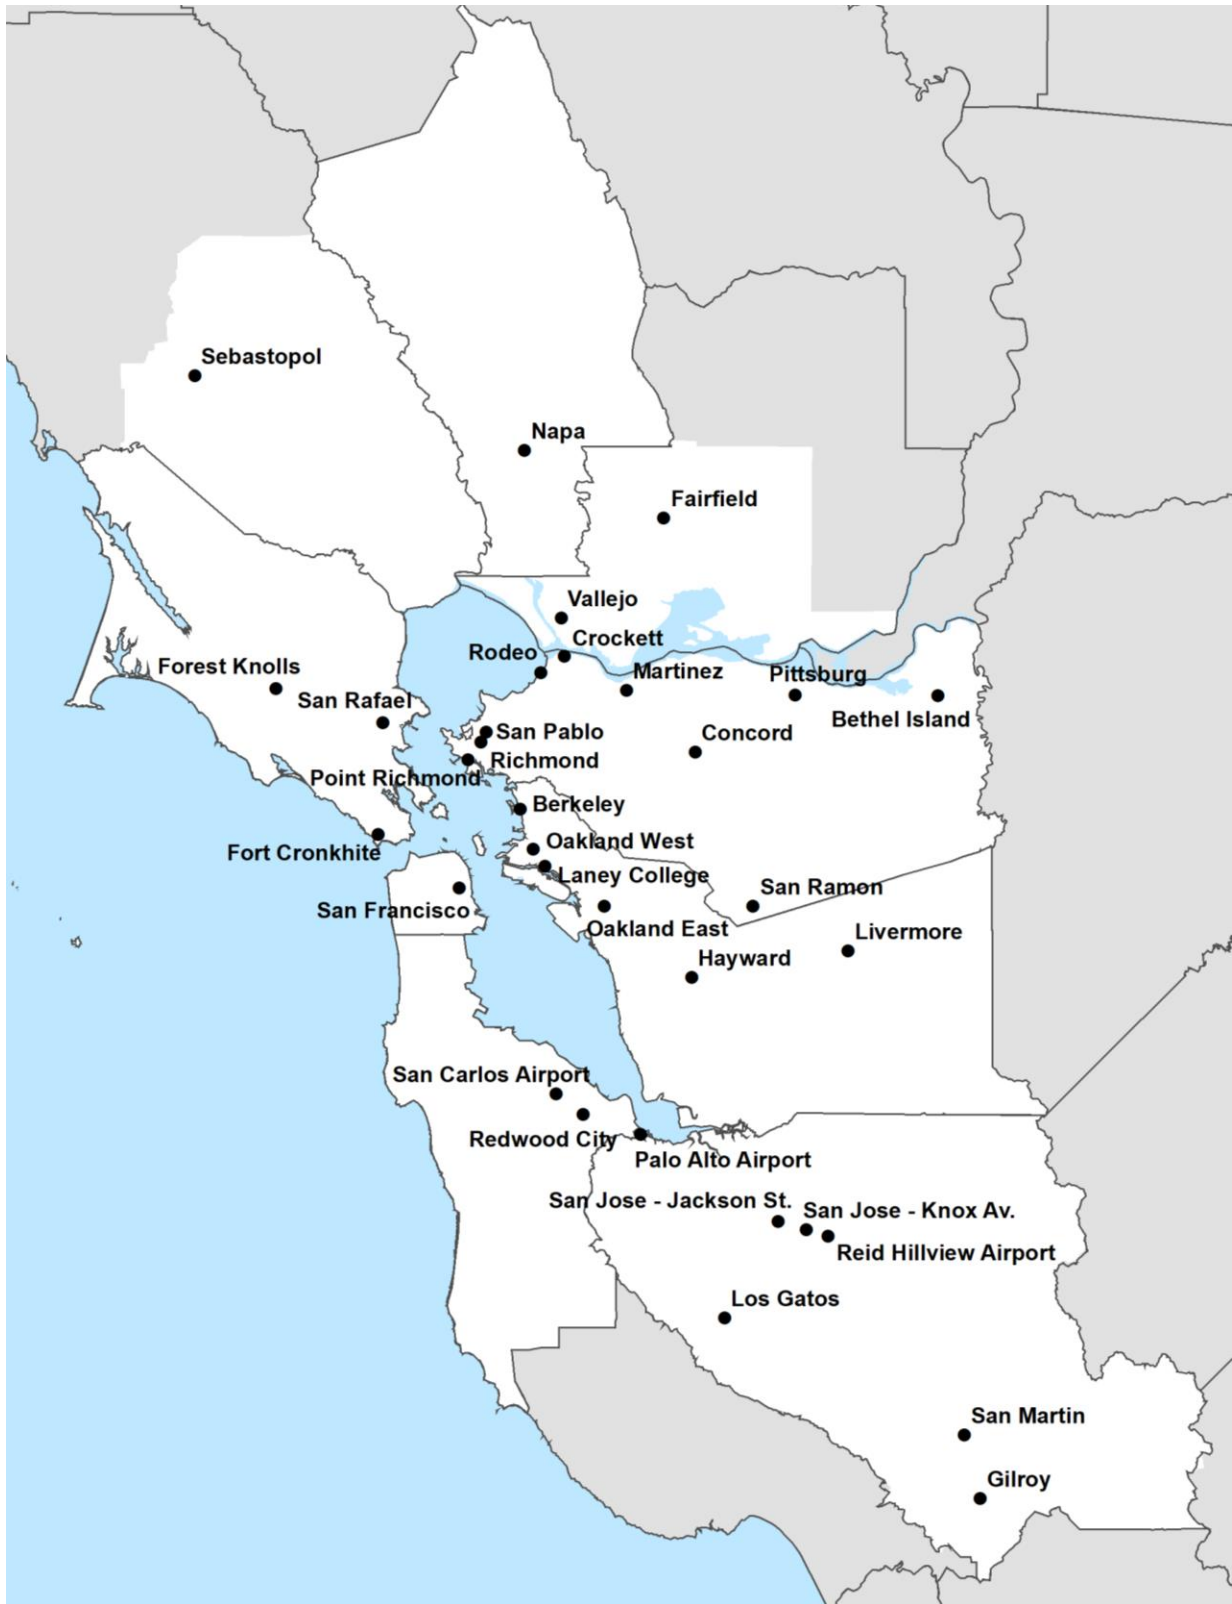 Sebastopol
Napa
Fairfield
Vallejo
Crockett
Rodeo
Forest Knolls
Martinez
Pittsburg
San Rafael
Bethel Island
San Pablo
Concord
Richmond
Point Richmond
Berkeley
Oakland West
Fort Cronkhite
Laney College
San Ramon
San Francisco
Oakland East
Livermore
Hayward
San Carlos Airport
Redwood City
Palo Alto Airport
San Jose - Jackson St.
San Jose - Knox Av.
Reid Hillview Airport
Los Gatos
San Martin
Gilroy